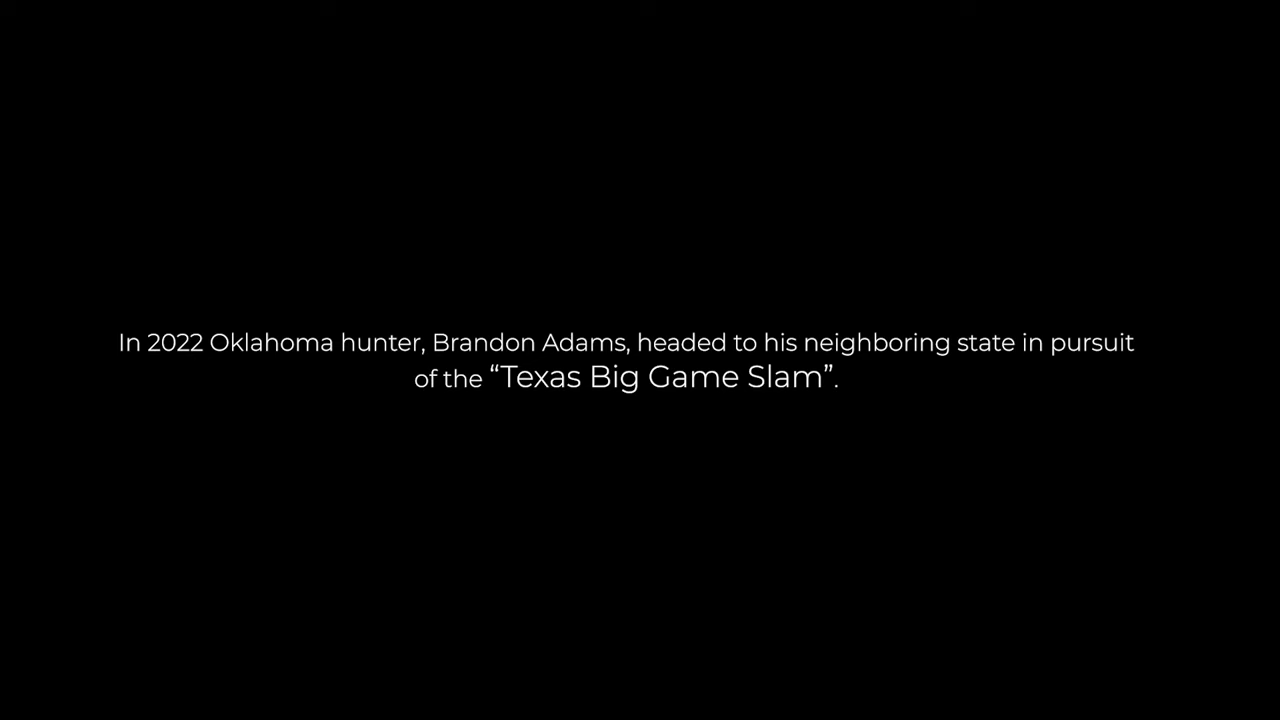 In 2022 Oklahoma hunter, Brandon Adams, headed to his neighboring state in pursuit
of the “Texas Big Game Slam”.